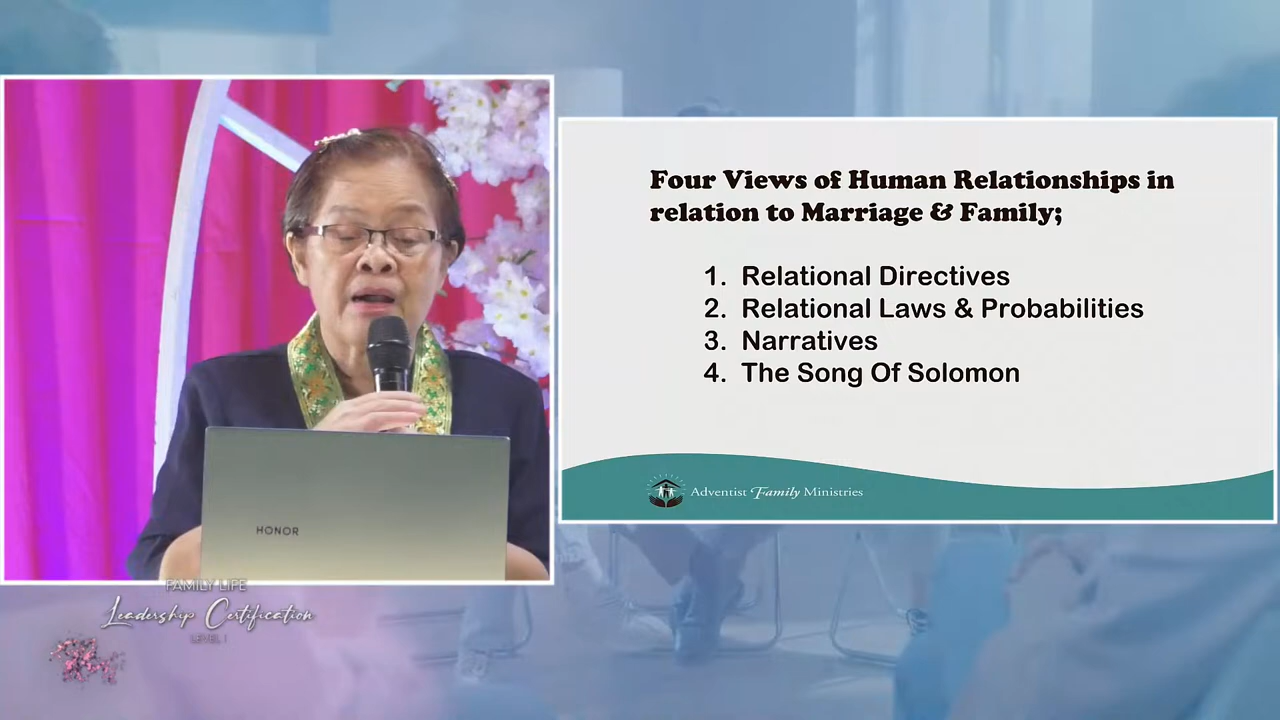 Four Views of Human Relationships in
relation to Marriage & Family;
1. Relational Directives
2. Relational Laws & Probabilities
3. Narratives
4. The Song Of Solomon
Adventist Family Ministries
HONOR
FAMILY LIFE
Leadership Certification
LEVEL I